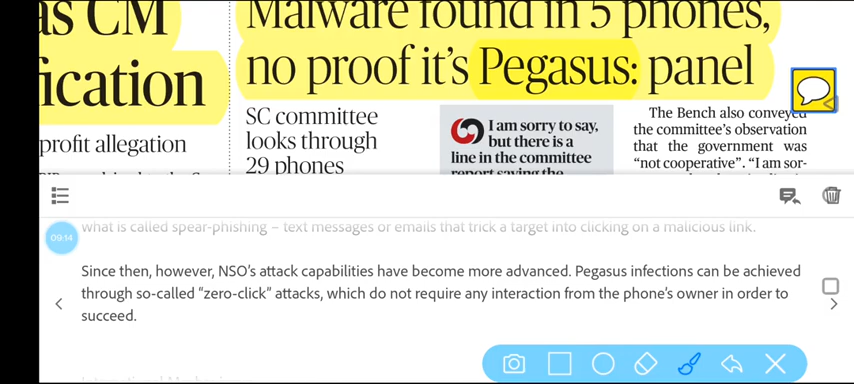 as CM
ication
profit allegation
Malware found in 5 phones,
no proof it's Pegasus: panel
SC committee
looks through
29 phones
I am sorry to say,
but there is a
line in the committee
report saying the
The Bench also conveyed
the committee's observation
that the government was
“not cooperative”. “I am sor-
what is called spear-phishing – text messages or emails that trick a target into clicking on a malicious link.
09:14
Since then, however, NSO's attack capabilities have become more advanced. Pegasus infections can be achieved
through so-called “zero-click” attacks, which do not require any interaction from the phone's owner in order to
succeed.